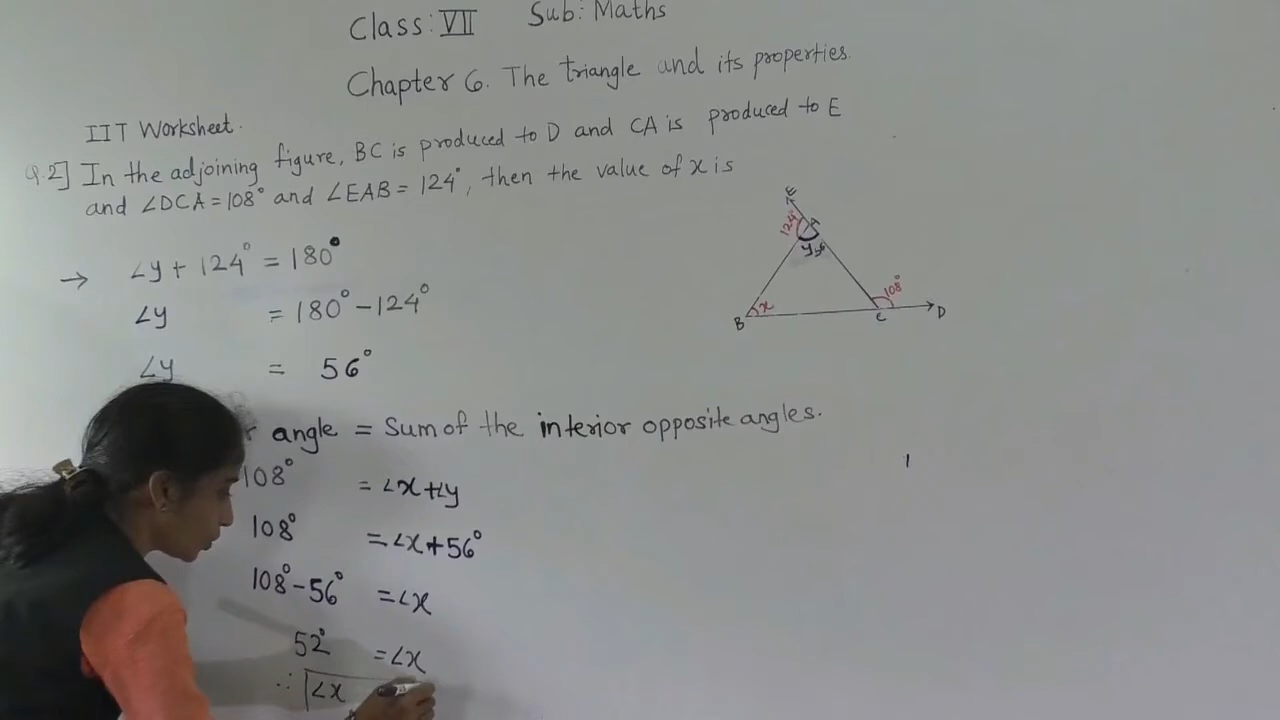 Class: VII Sub: Maths
Chapter 6. The triangle and its properties.
IIT Worksheet.
Q.2] In the adjoining figure, BC is produced to D and CA is produced to E
and ∠DCA = 108° and ∠EAB = 124°, then the value of x is
→ ∠y + 124° = 180°
∠y = 180° - 124°
∠y = 56°
angle = Sum of the interior opposite angles.
108° = ∠x + ∠y
108° = ∠x + 56°
108° - 56° = ∠x
52° = ∠x
∴ ∠x
E
124°
A
y
x
108°
B
C
D